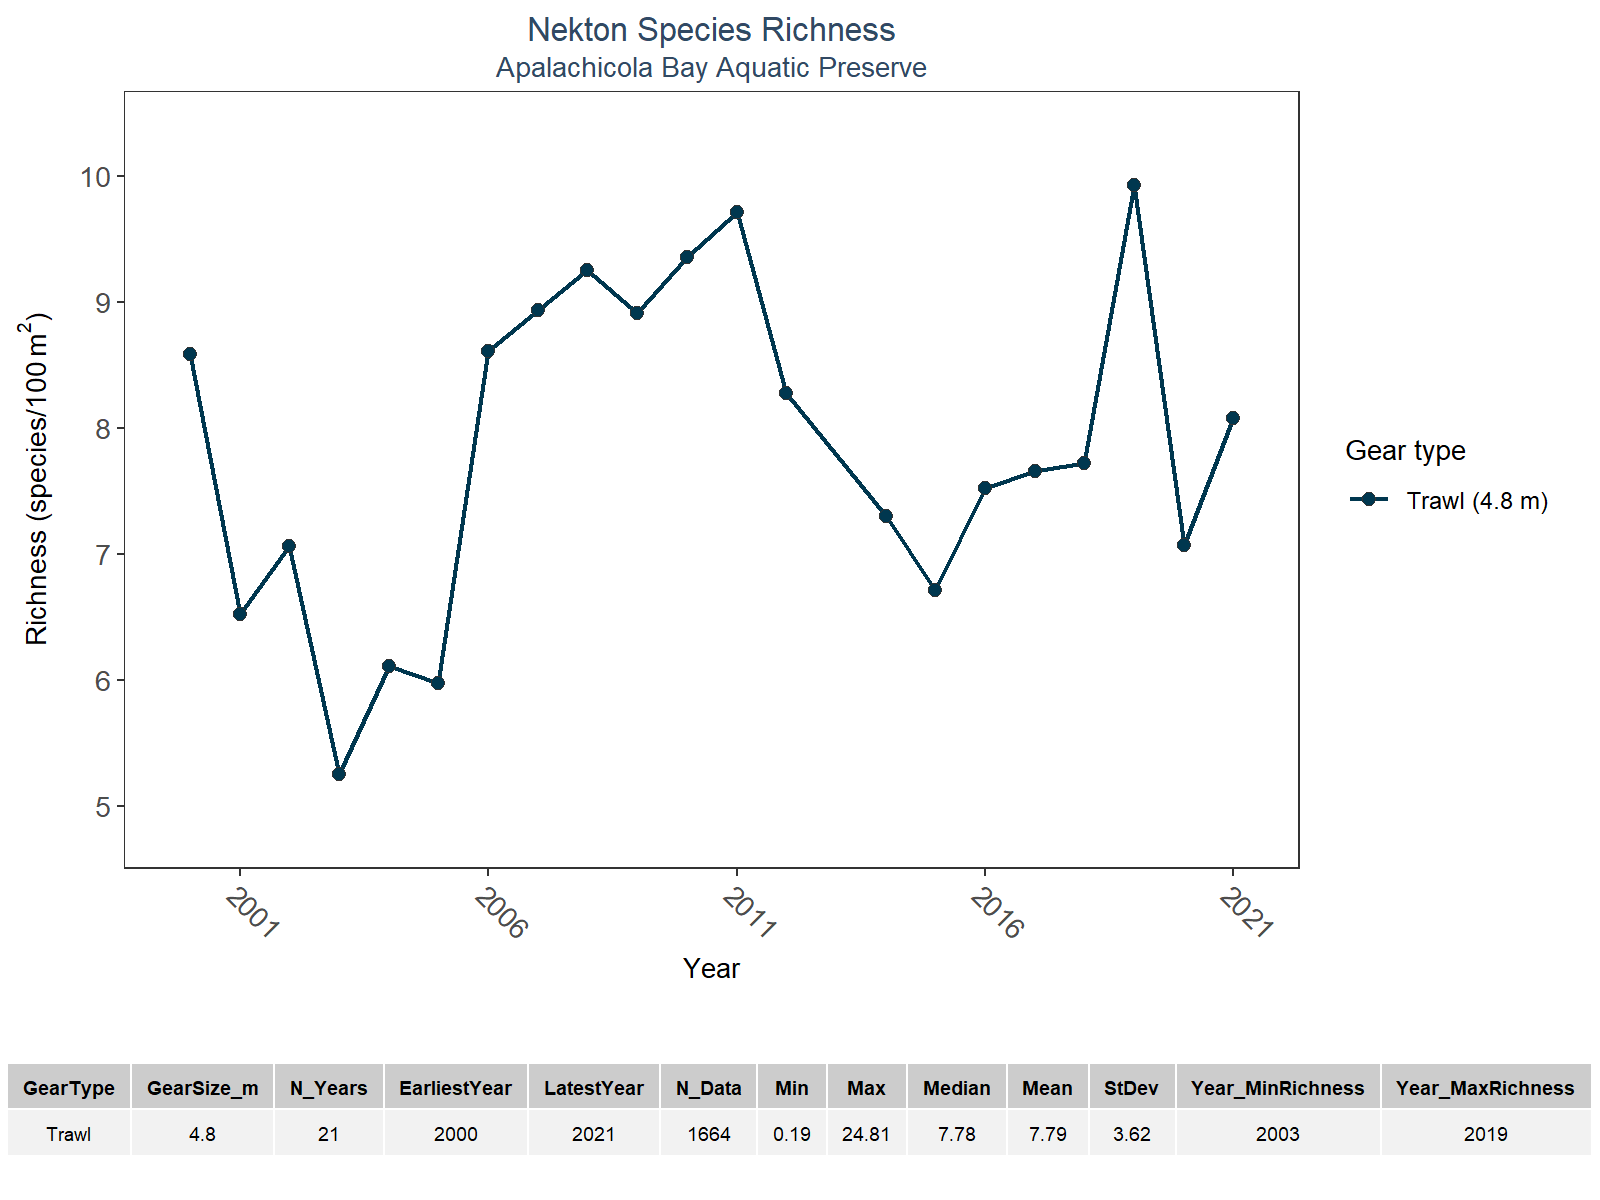 Nekton Species Richness
Apalachicola Bay Aquatic Preserve
Richness (species/100 m²)
10
9
8
7
6
5
2001 2006 2011 2016 2021
Year
Gear type
Trawl (4.8 m)
GearType GearSize_m N_Years EarliestYear LatestYear N_Data Min Max Median Mean StDev Year_MinRichness Year_MaxRichness
Trawl 4.8 21 2000 2021 1664 0.19 24.81 7.78 7.79 3.62 2003 2019